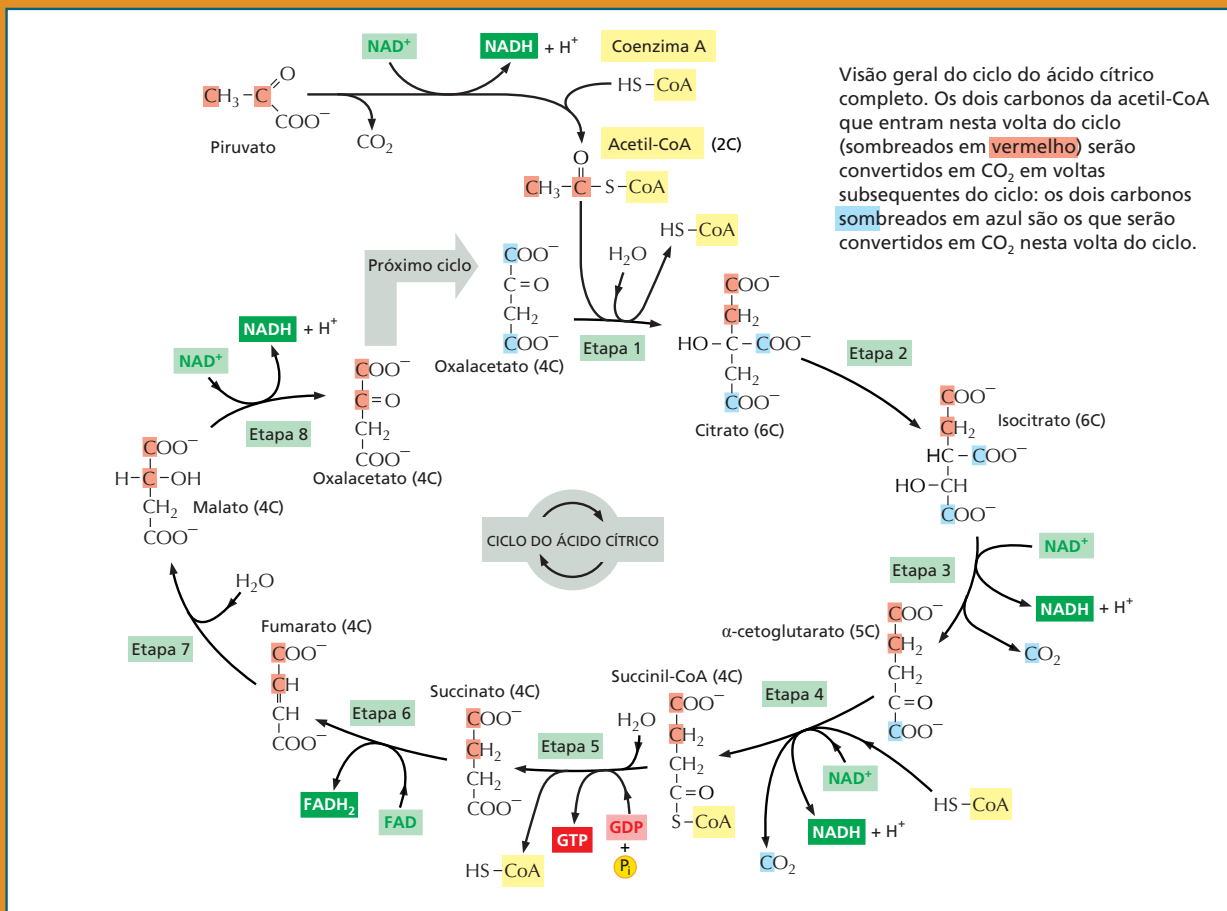 NAD⁺
NADH + H⁺
Coenzima A
HS–CoA
CH₃–C
O
COO⁻
Piruvato
CO₂
Acetil-CoA (2C)
O
CH₃–C–S–CoA
Visão geral do ciclo do ácido cítrico
completo. Os dois carbonos da acetil-CoA
que entram nesta volta do ciclo
(sombreados em vermelho) serão
convertidos em CO₂ em voltas
subsequentes do ciclo: os dois carbonos
sombreados em azul são os que serão
convertidos em CO₂ nesta volta do ciclo.
Próximo ciclo
COO⁻
C=O
CH₂
COO⁻
Oxalacetato (4C)
H₂O
HS–CoA
Etapa 1
COO⁻
CH₂
HO–C–COO⁻
CH₂
COO⁻
Citrato (6C)
Etapa 2
COO⁻
CH₂
HC–COO⁻
HO–CH
COO⁻
Isocitrato (6C)
Etapa 3
NAD⁺
NADH + H⁺
CO₂
α-cetoglutarato (5C)
COO⁻
CH₂
CH₂
C=O
COO⁻
Etapa 4
NAD⁺
HS–CoA
NADH + H⁺
CO₂
Succinil-CoA (4C)
COO⁻
CH₂
CH₂
C=O
S–CoA
Etapa 5
H₂O
GDP
+
Pᵢ
GTP
HS–CoA
Succinato (4C)
COO⁻
CH₂
CH₂
COO⁻
Etapa 6
FAD
FADH₂
Fumarato (4C)
COO⁻
CH
CH
COO⁻
Etapa 7
H₂O
COO⁻
H–C–OH
CH₂
COO⁻
Malato (4C)
Etapa 8
NAD⁺
NADH + H⁺
COO⁻
C=O
CH₂
COO⁻
Oxalacetato (4C)
CICLO DO ÁCIDO CÍTRICO